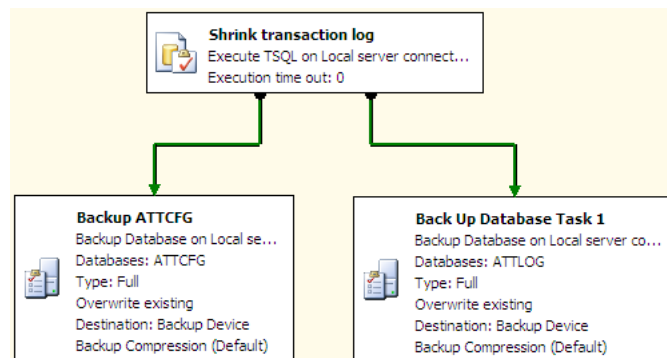 Shrink transaction log
Execute TSQL on Local server connect...
Execution time out: 0
Backup ATTCFG
Backup Database on Local se...
Databases: ATTCFG
Type: Full
Overwrite existing
Destination: Backup Device
Backup Compression (Default)
Back Up Database Task 1
Backup Database on Local server co...
Databases: ATTLOG
Type: Full
Overwrite existing
Destination: Backup Device
Backup Compression (Default)